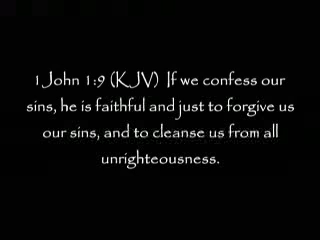 1 John 1:9 (KJV) If we confess our
sins, he is faithful and just to forgive us
our sins, and to cleanse us from all
unrighteousness.